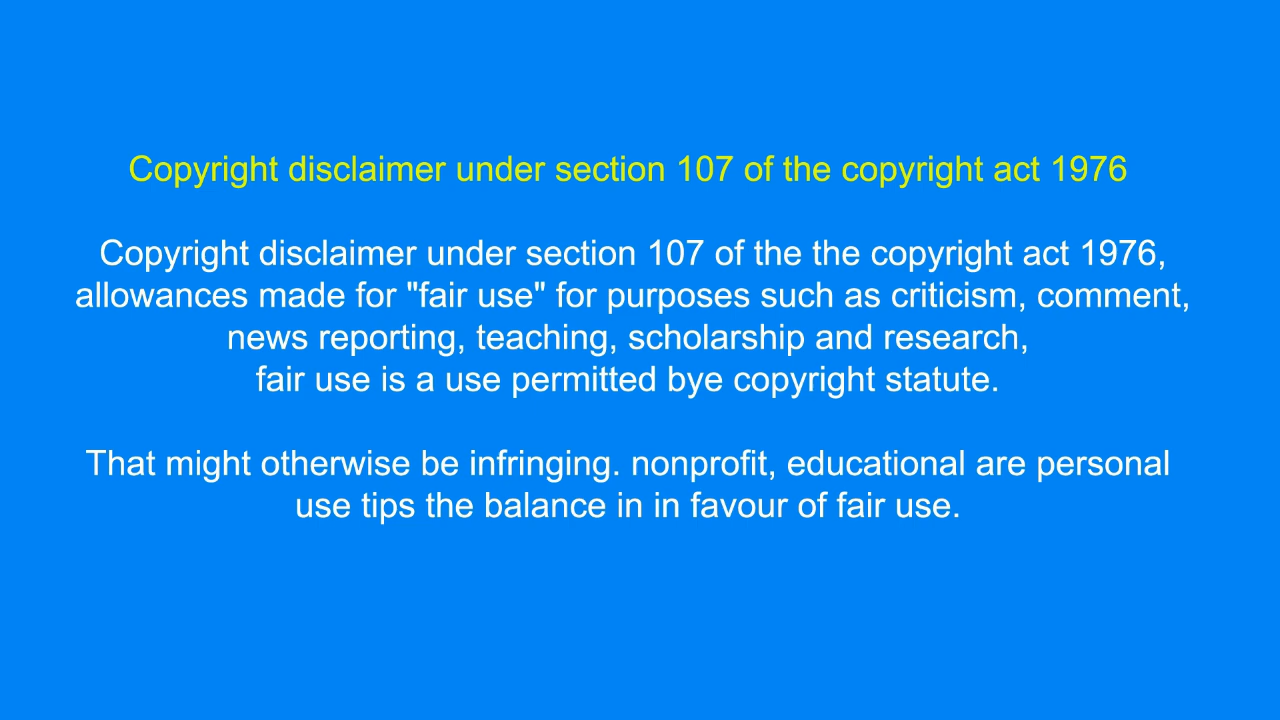 Copyright disclaimer under section 107 of the copyright act 1976
Copyright disclaimer under section 107 of the the copyright act 1976,
allowances made for "fair use" for purposes such as criticism, comment,
news reporting, teaching, scholarship and research,
fair use is a use permitted bye copyright statute.
That might otherwise be infringing. nonprofit, educational are personal
use tips the balance in in favour of fair use.